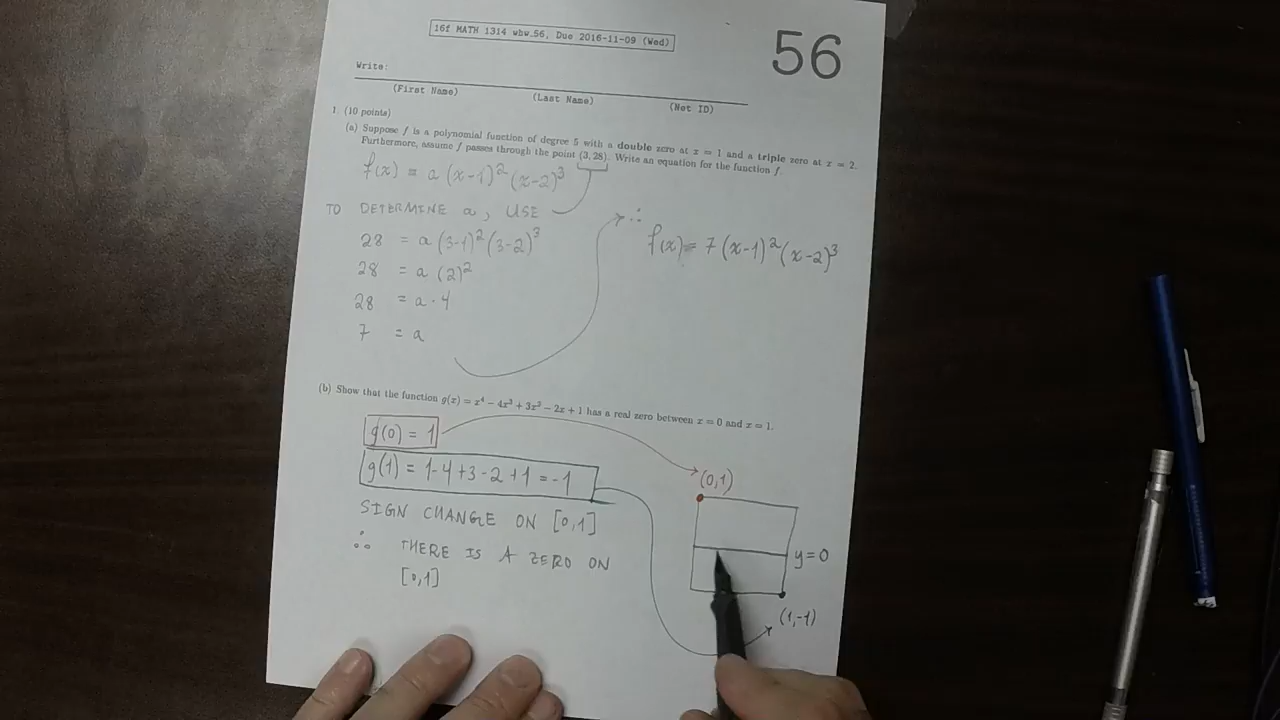 16f MATH 1314 wbw.56, Due 2016-11-09 (Wed)
56
Write:
(First Name) (Last Name) (Net ID)
1. (10 points)
(a) Suppose f is a polynomial function of degree 5 with a double zero at x = 1 and a triple zero at x = 2.
Furthermore, assume f passes through the point (3, 28). Write an equation for the function f.
f(x) = a (x-1)² (x-2)³
TO DETERMINE a, USE
28 = a (3-1)² (3-2)³
28 = a (2)²
28 = a · 4
7 = a
∴
f(x) = 7 (x-1)² (x-2)³
(b) Show that the function g(x) = x⁴ − 4x³ + 3x² − 2x + 1 has a real zero between x = 0 and x = 1.
g(0) = 1
g(1) = 1-4+3-2+1 = -1
SIGN CHANGE ON [0,1]
∴ THERE IS A ZERO ON
[0,1]
(0,1)
y=0
(1,-1)